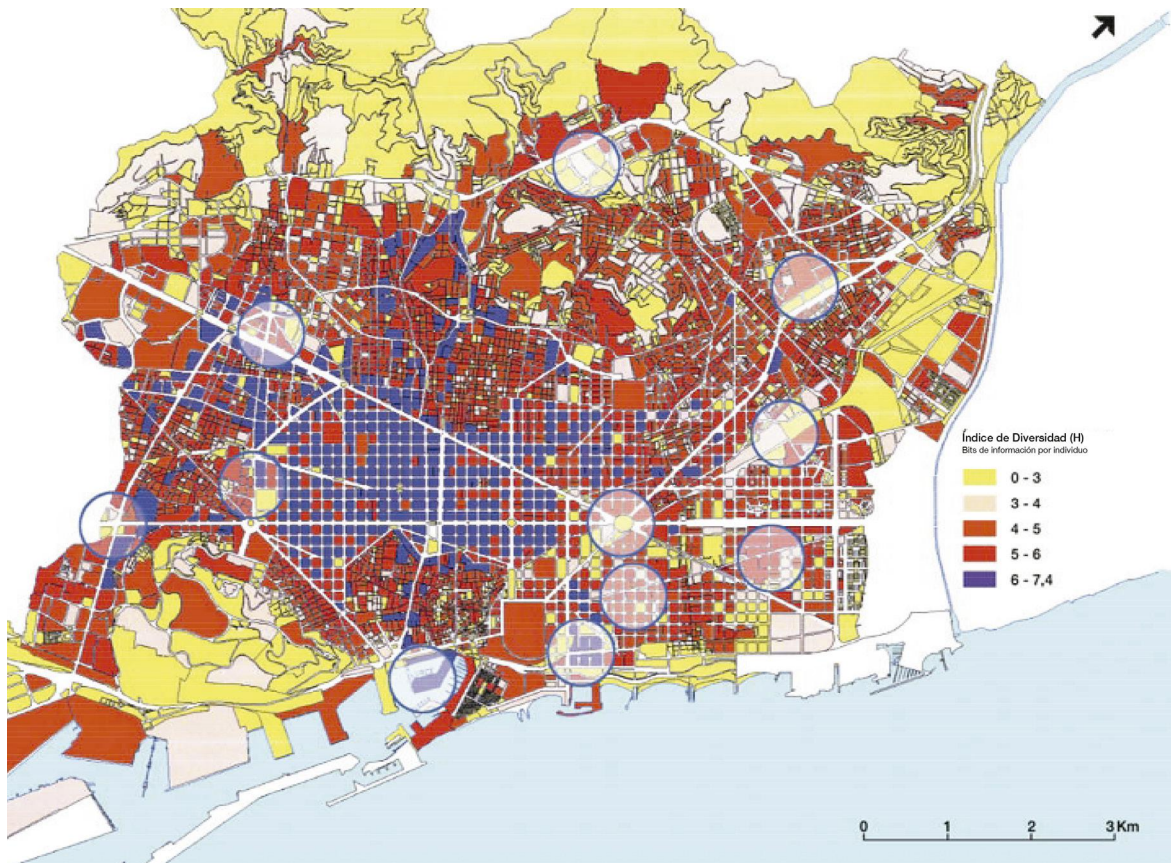 Índice de Diversidad (H)
Bits de información por individuo
0 - 3
3 - 4
4 - 5
5 - 6
6 - 7,4
0 1 2 3 Km